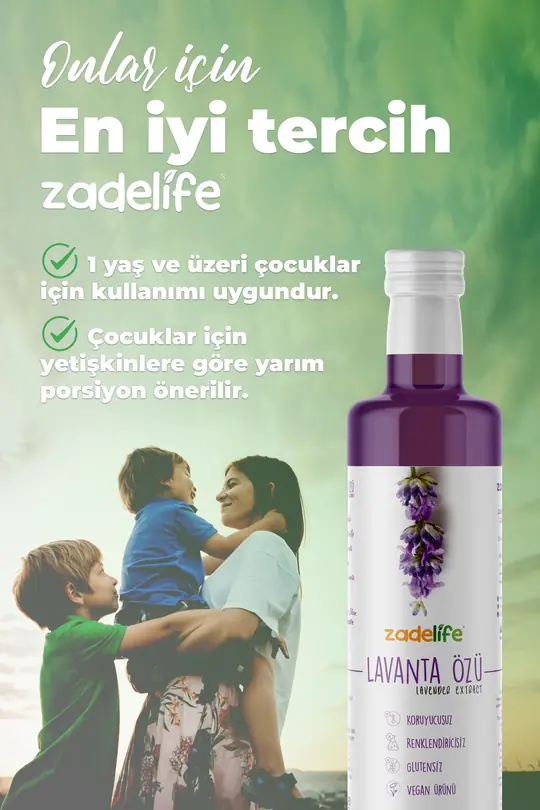 Onlar için
En iyi tercih
zadelife®
1 yaş ve üzeri çocuklar
için kullanımı uygundur.
Çocuklar için
yetişkinlere göre yarım
porsiyon önerilir.
zadelife®
LAVANTA ÖZÜ
LAVENDER EXTRACT
KORUYUCUSUZ
RENKLENDİRİCİSİZ
GLUTENSİZ
VEGAN ÜRÜNÜ